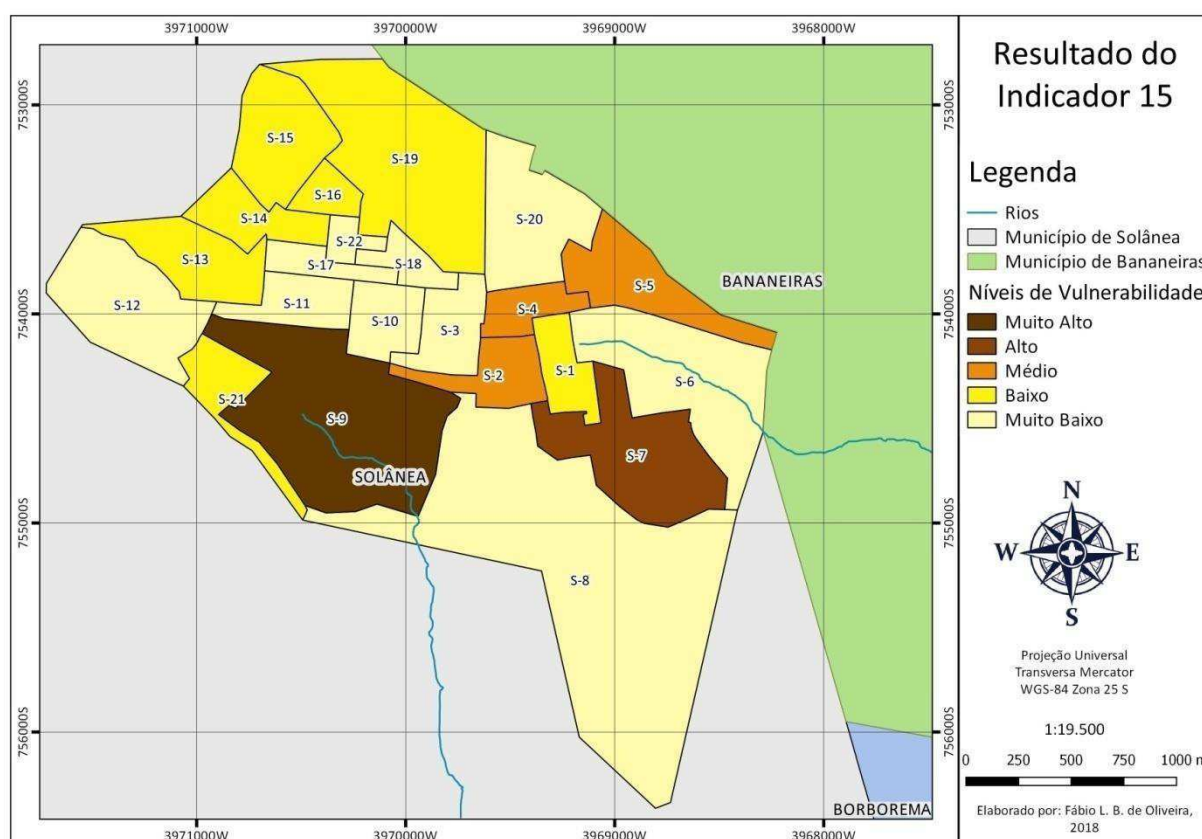 3971000W
3970000W
3969000W
3968000W
7530000S
7530000S
S-15
S-19
S-16
S-20
S-14
S-22
S-13
S-17
S-18
S-5
BANANEIRAS
S-12
S-11
S-4
7540000S
7540000S
S-10
S-3
S-1
S-2
S-6
S-21
S-9
S-7
SOLÂNEA
7550000S
7550000S
S-8
7560000S
7560000S
BORBOREMA
3971000W
3970000W
3969000W
3968000W
Resultado do
Indicador 15
Legenda
Rios
Município de Solânea
Município de Bananeiras
Níveis de Vulnerabilidade
Muito Alto
Alto
Médio
Baixo
Muito Baixo
N
W
E
S
Projeção Universal
Transversa Mercator
WGS-84 Zona 25 S
1:19.500
0 250 500 750 1000 m
Elaborado por: Fábio L. B. de Oliveira,
2018